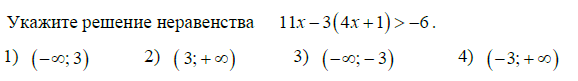 Укажите решение неравенства 11x − 3(4x + 1) > −6.
1) (−∞; 3) 2) (3; +∞) 3) (−∞; −3) 4) (−3; +∞)